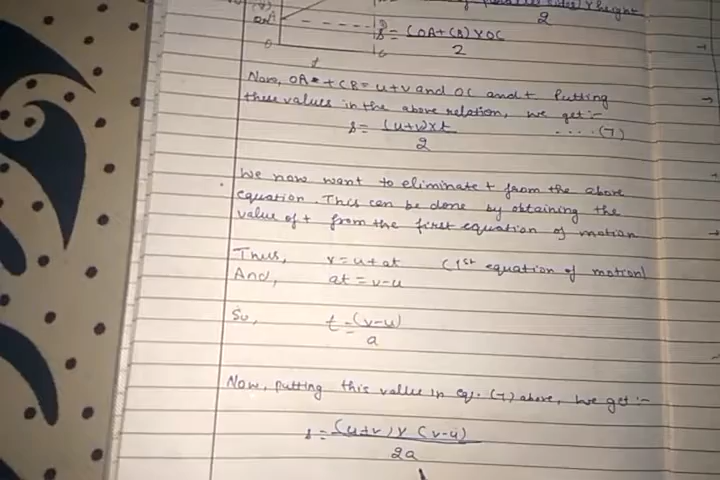 2
s = (OA+CB) × OC
2
Now, OA + CB = u+v and OC and t Putting
these values in the above relation, we get :-
s = (u+v)×t .... (7)
2
We now want to eliminate t from the above
equation. This can be done by obtaining the
value of t from the first equation of motion
Thus, v = u + at (1st equation of motion)
And, at = v-u
So, t = (v-u)
a
Now, putting this value in eq. (7) above, we get :-
s = (u+v) × (v-u)
2a